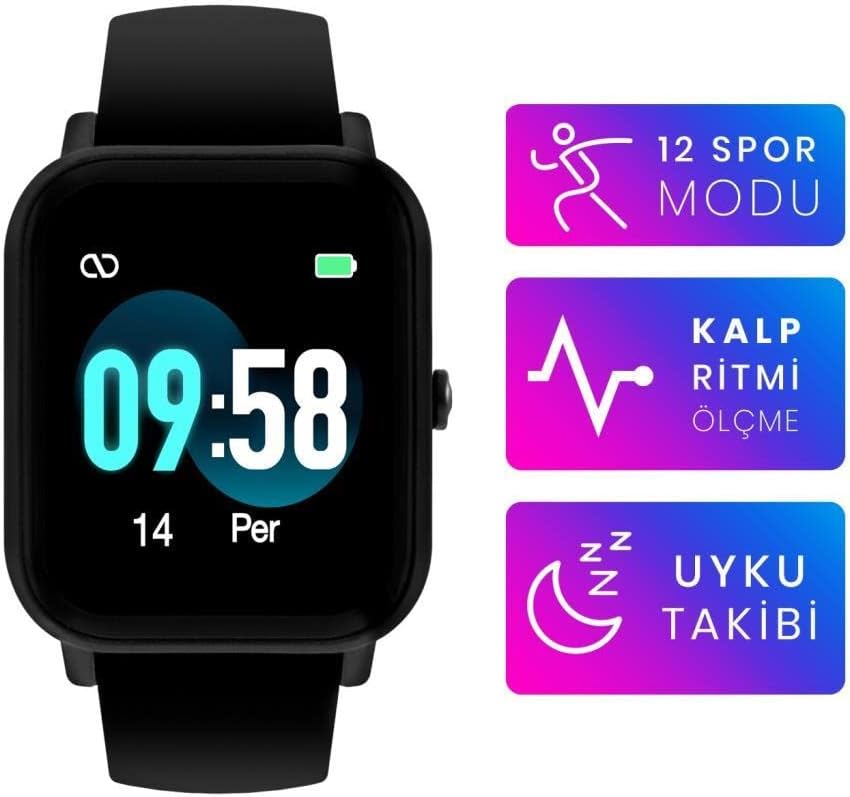 09:58
14 Per
12 SPOR
MODU
KALP
RİTMİ
ÖLÇME
z z
z
UYKU
TAKİBİ